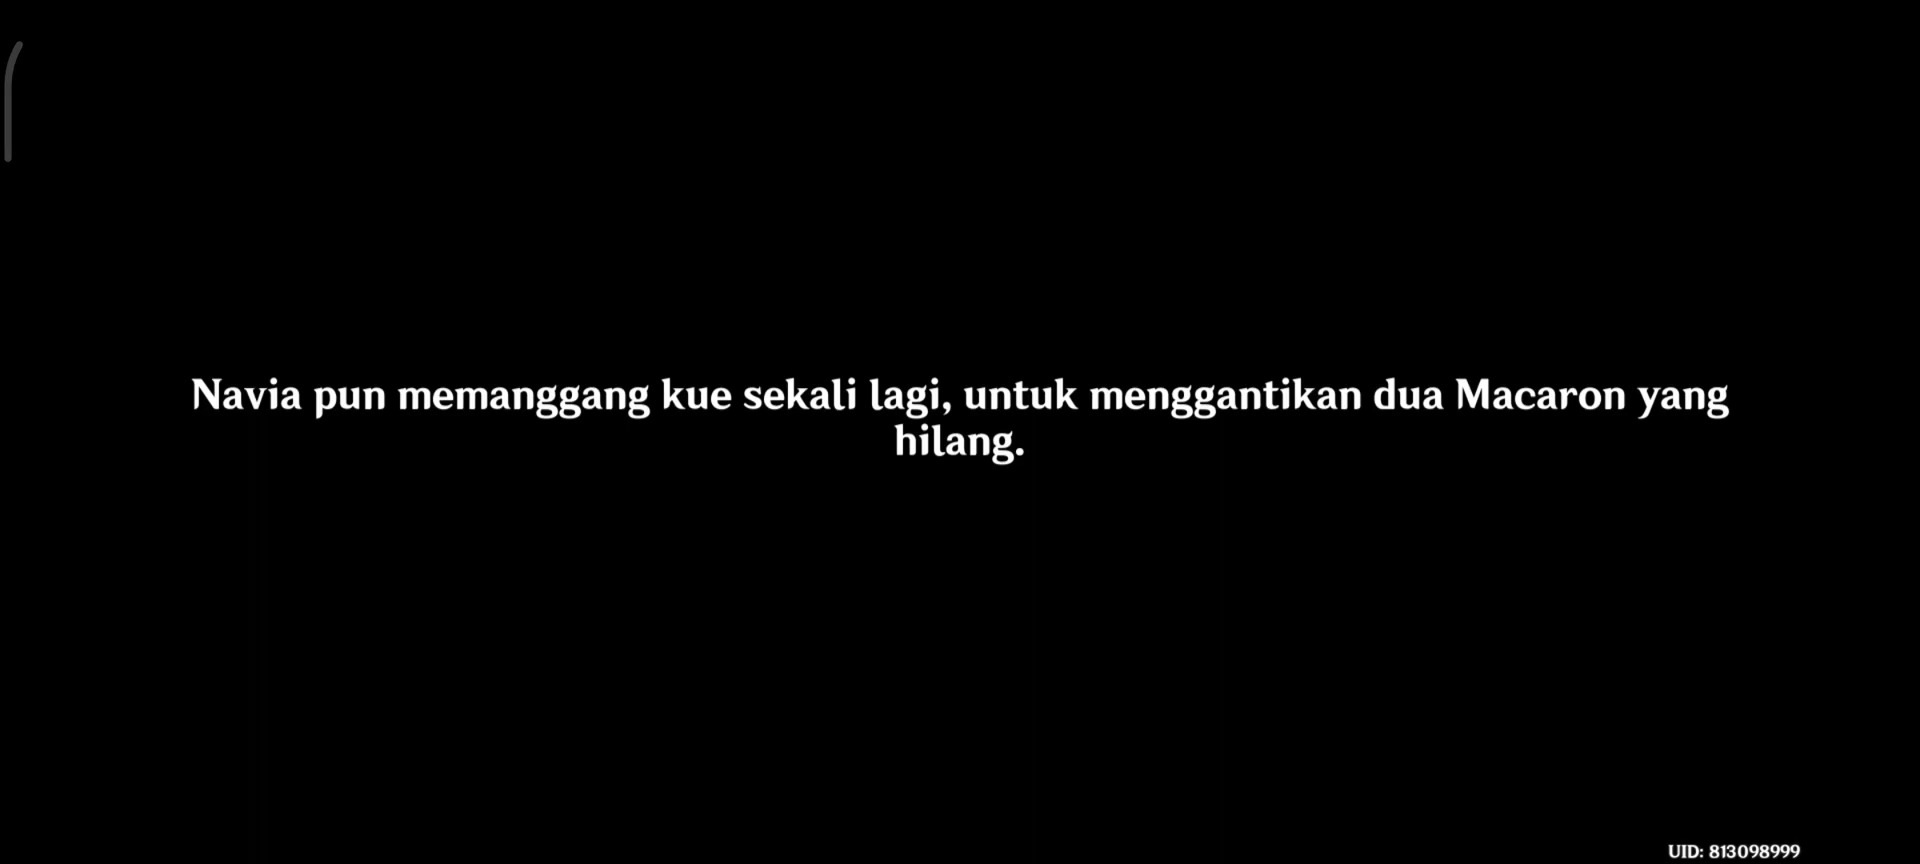 Navia pun memanggang kue sekali lagi, untuk menggantikan dua Macaron yang
hilang.
UID: 813098999